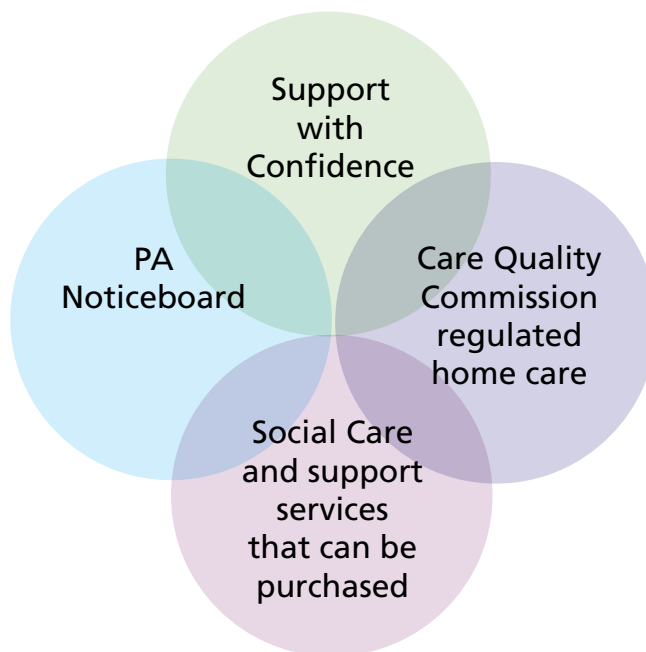 Support
with
Confidence
PA
Noticeboard
Care Quality
Commission
regulated
home care
Social Care
and support
services
that can be
purchased